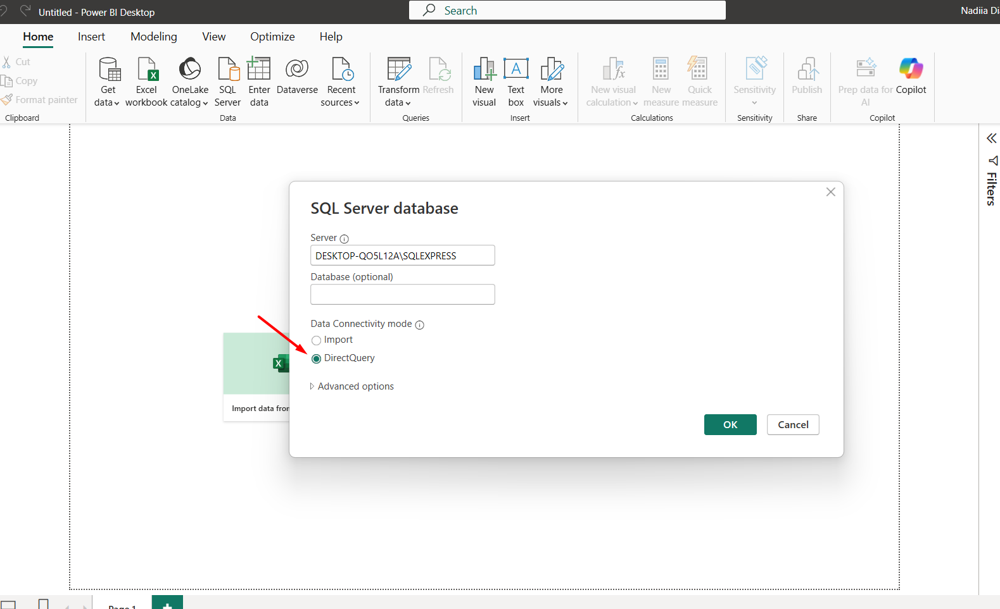 Untitled - Power BI Desktop
Search
Nadiia Di
Home Insert Modeling View Optimize Help
Cut
Copy
Format painter
Clipboard
Get data
Excel workbook
OneLake catalog
SQL Server
Enter data
Dataverse
Recent sources
Data
Transform data
Refresh
Queries
New visual
Text box
More visuals
Insert
New visual calculation
New measure
Quick measure
Calculations
Sensitivity
Sensitivity
Publish
Share
Prep data for AI
Copilot
Copilot
Filters
SQL Server database
Server
DESKTOP-QO5L12A\SQLEXPRESS
Database (optional)
Data Connectivity mode
Import
DirectQuery
Advanced options
OK
Cancel
Import data from
Page 1